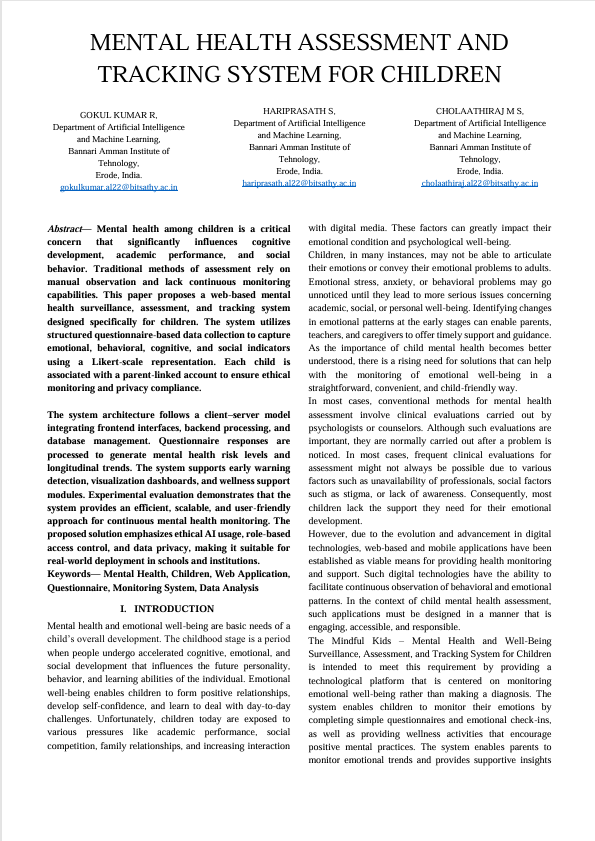 MENTAL HEALTH ASSESSMENT AND
TRACKING SYSTEM FOR CHILDREN
GOKUL KUMAR R,
Department of Artificial Intelligence
and Machine Learning,
Bannari Amman Institute of
Tehnology,
Erode, India.
gokulkumar.al22@bitsathy.ac.in
HARIPRASATH S,
Department of Artificial Intelligence
and Machine Learning,
Bannari Amman Institute of
Tehnology,
Erode, India.
hariprasath.al22@bitsathy.ac.in
CHOLAATHIRAJ M S,
Department of Artificial Intelligence
and Machine Learning,
Bannari Amman Institute of
Tehnology,
Erode, India.
cholaathiraj.al22@bitsathy.ac.in
Abstract— Mental health among children is a critical
concern that significantly influences cognitive
development, academic performance, and social
behavior. Traditional methods of assessment rely on
manual observation and lack continuous monitoring
capabilities. This paper proposes a web-based mental
health surveillance, assessment, and tracking system
designed specifically for children. The system utilizes
structured questionnaire-based data collection to capture
emotional, behavioral, cognitive, and social indicators
using a Likert-scale representation. Each child is
associated with a parent-linked account to ensure ethical
monitoring and privacy compliance.
The system architecture follows a client–server model
integrating frontend interfaces, backend processing, and
database management. Questionnaire responses are
processed to generate mental health risk levels and
longitudinal trends. The system supports early warning
detection, visualization dashboards, and wellness support
modules. Experimental evaluation demonstrates that the
system provides an efficient, scalable, and user-friendly
approach for continuous mental health monitoring. The
proposed solution emphasizes ethical AI usage, role-based
access control, and data privacy, making it suitable for
real-world deployment in schools and institutions.
Keywords— Mental Health, Children, Web Application,
Questionnaire, Monitoring System, Data Analysis
I. INTRODUCTION
Mental health and emotional well-being are basic needs of a
child's overall development. The childhood stage is a period
when people undergo accelerated cognitive, emotional, and
social development that influences the future personality,
behavior, and learning abilities of the individual. Emotional
well-being enables children to form positive relationships,
develop self-confidence, and learn to deal with day-to-day
challenges. Unfortunately, children today are exposed to
various pressures like academic performance, social
competition, family relationships, and increasing interaction
with digital media. These factors can greatly impact their
emotional condition and psychological well-being.
Children, in many instances, may not be able to articulate
their emotions or convey their emotional problems to adults.
Emotional stress, anxiety, or behavioral problems may go
unnoticed until they lead to more serious issues concerning
academic, social, or personal well-being. Identifying changes
in emotional patterns at the early stages can enable parents,
teachers, and caregivers to offer timely support and guidance.
As the importance of child mental health becomes better
understood, there is a rising need for solutions that can help
with the monitoring of emotional well-being in a
straightforward, convenient, and child-friendly way.
In most cases, conventional methods for mental health
assessment involve clinical evaluations carried out by
psychologists or counselors. Although such evaluations are
important, they are normally carried out after a problem is
noticed. In most cases, frequent clinical evaluations for
assessment might not always be possible due to various
factors such as unavailability of professionals, social factors
such as stigma, or lack of awareness. Consequently, most
children lack the support they need for their emotional
development.
However, due to the evolution and advancement in digital
technologies, web-based and mobile applications have been
established as viable means for providing health monitoring
and support. Such digital technologies have the ability to
facilitate continuous observation of behavioral and emotional
patterns. In the context of child mental health assessment,
such applications must be designed in a manner that is
engaging, accessible, and responsible.
The Mindful Kids – Mental Health and Well-Being
Surveillance, Assessment, and Tracking System for Children
is intended to meet this requirement by providing a
technological platform that is centered on monitoring
emotional well-being rather than making a diagnosis. The
system enables children to monitor their emotions by
completing simple questionnaires and emotional check-ins,
as well as providing wellness activities that encourage
positive mental practices. The system enables parents to
monitor emotional trends and provides supportive insights